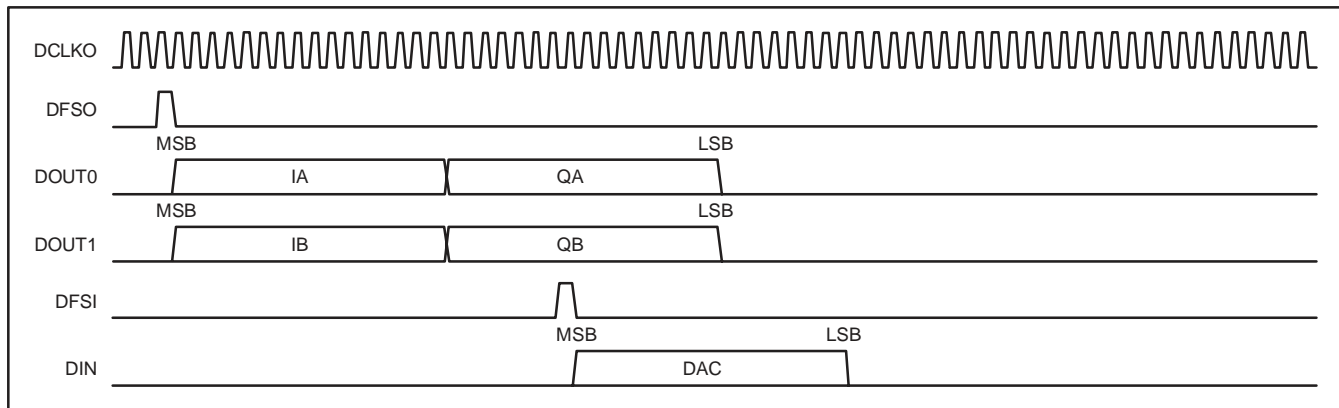 DCLKO
DFSO
MSB LSB
DOUT0 IA QA
MSB LSB
DOUT1 IB QB
DFSI
MSB LSB
DIN DAC